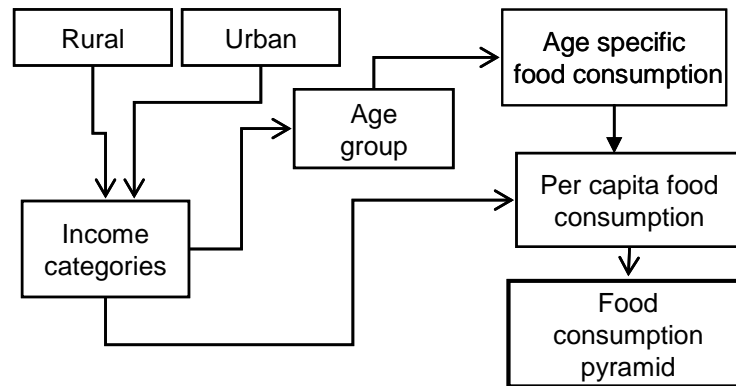 Rural
Urban
Age specific
food consumption
Age
group
Per capita food
consumption
Income
categories
Food
consumption
pyramid